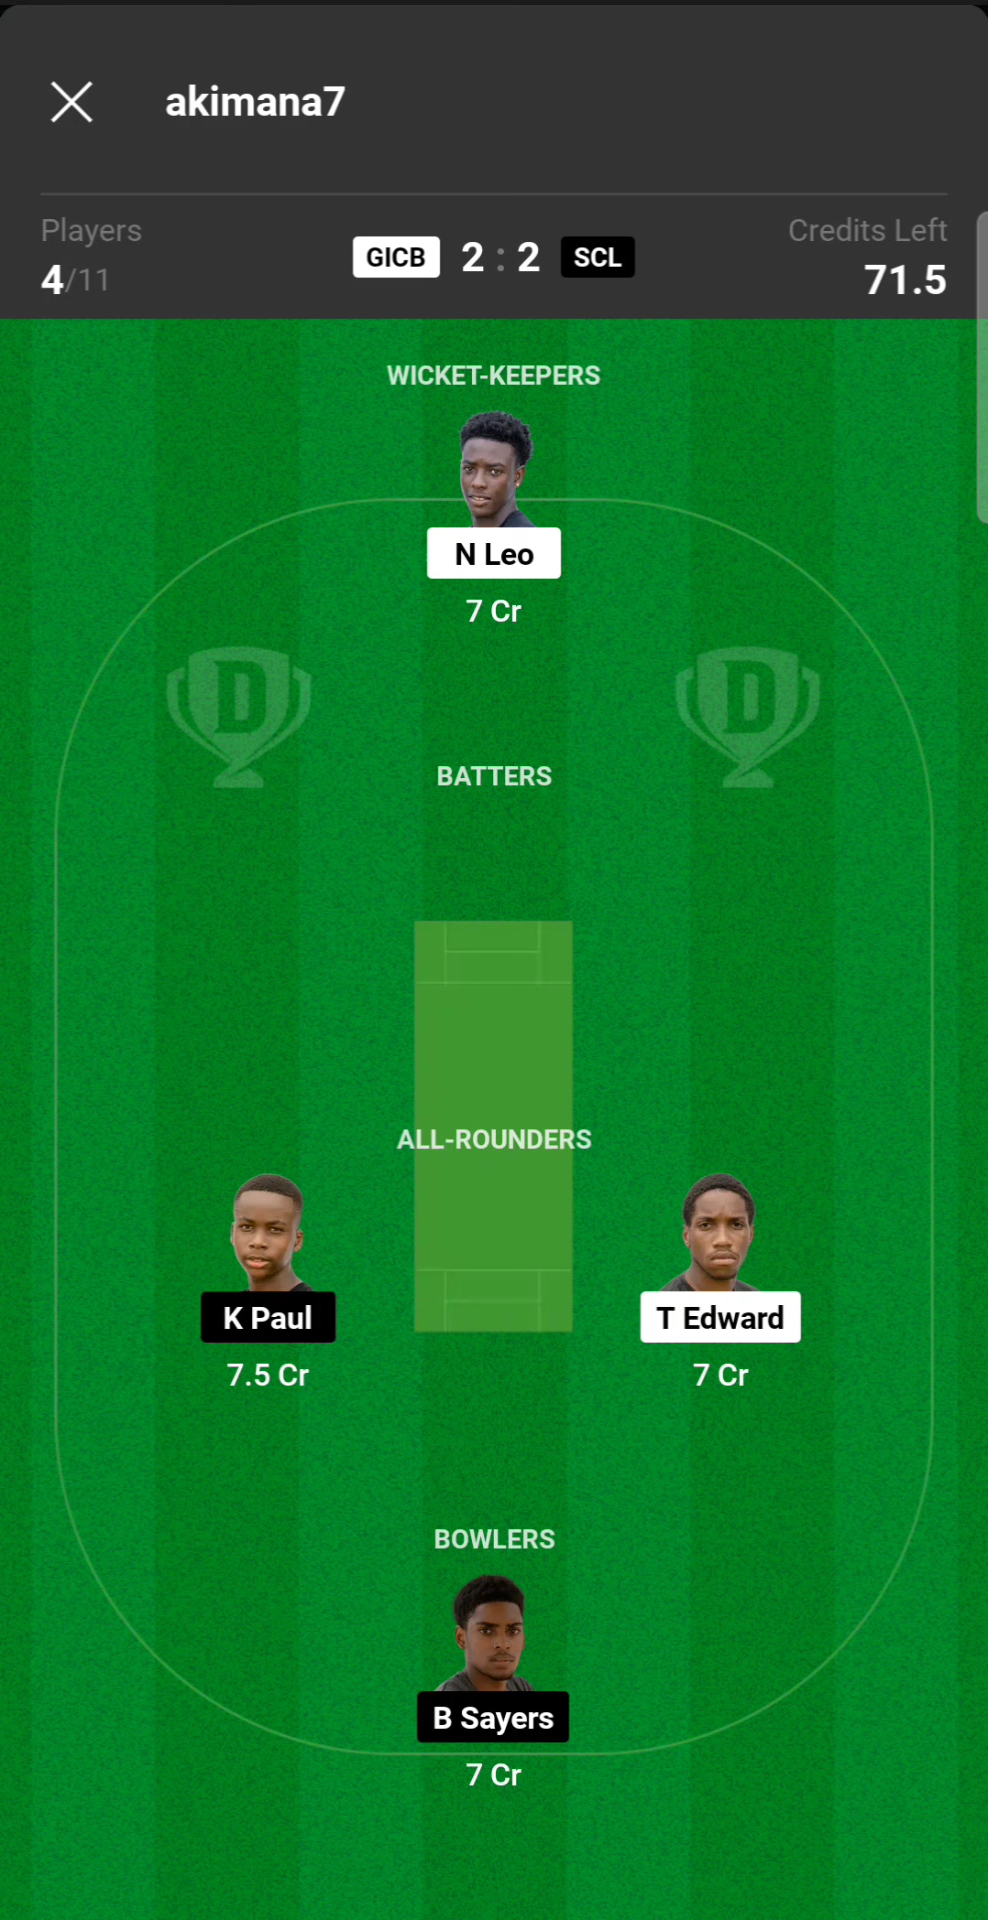 akimana7
Players
4/11
GICB 2 : 2 SCL
Credits Left
71.5
WICKET-KEEPERS
N Leo
7 Cr
D D
BATTERS
ALL-ROUNDERS
K Paul T Edward
7.5 Cr 7 Cr
BOWLERS
B Sayers
7 Cr